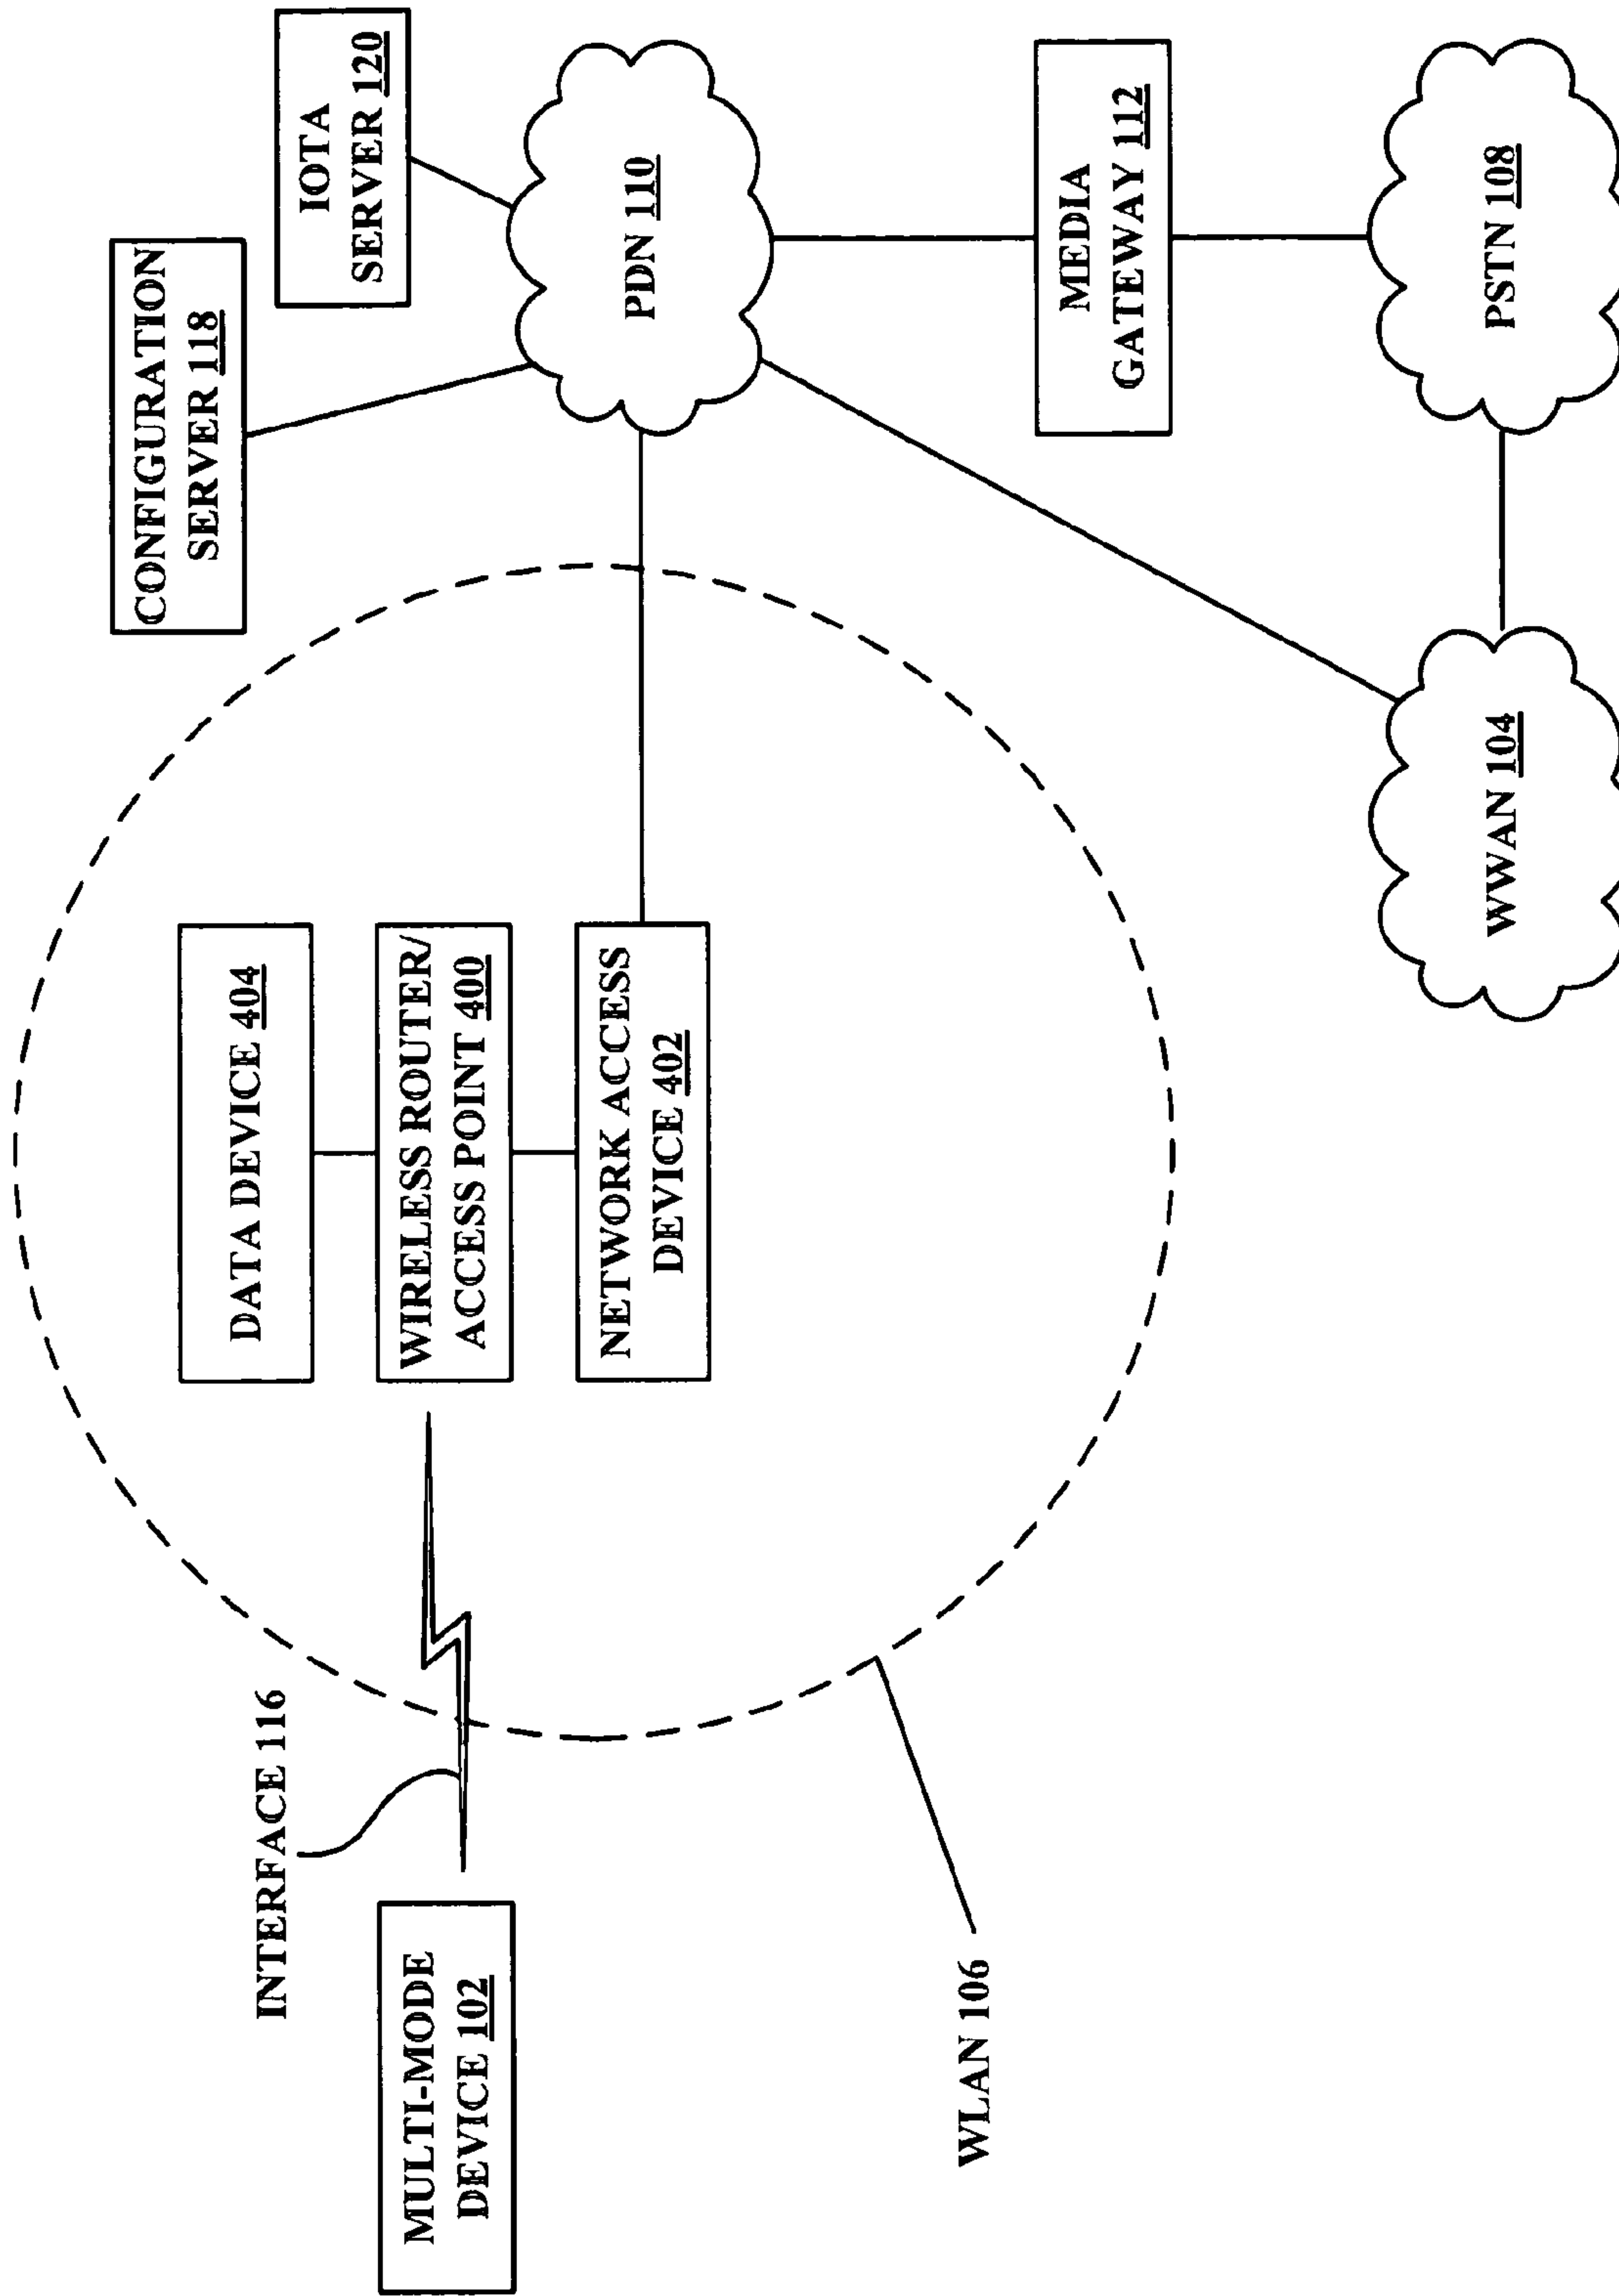 CONFIGURATION
SERVER 118
IOTA
SERVER 120
DATA DEVICE 404
INTERFACE 116
MULTI-MODE
DEVICE 102
WIRELESS ROUTER/
ACCESS POINT 400
NETWORK ACCESS
DEVICE 402
PDN 110
WLAN 106
MEDIA
GATEWAY 112
WWAN 104
PSTN 108